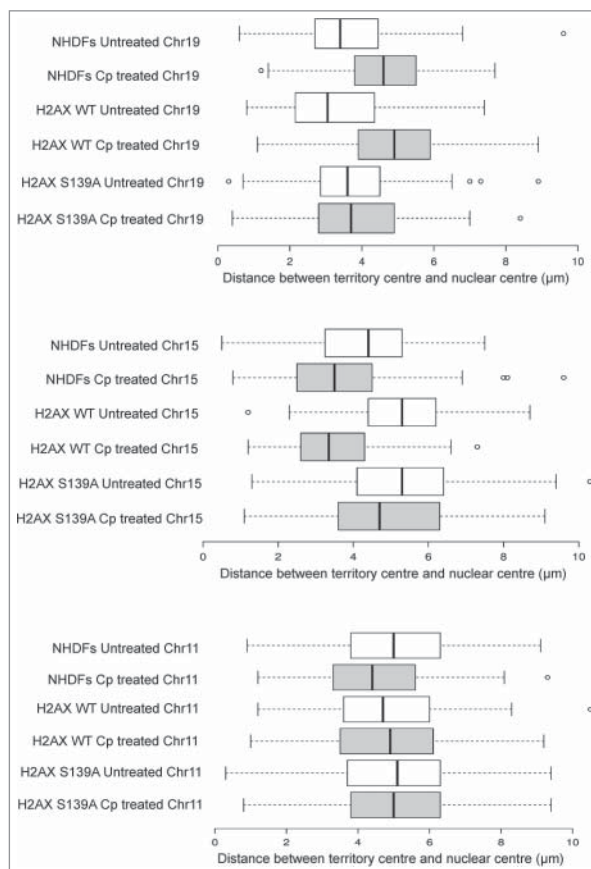 NHDFs Untreated Chr19
NHDFs Cp treated Chr19
H2AX WT Untreated Chr19
H2AX WT Cp treated Chr19
H2AX S139A Untreated Chr19
H2AX S139A Cp treated Chr19
0 2 4 6 8 10
Distance between territory centre and nuclear centre (μm)
NHDFs Untreated Chr15
NHDFs Cp treated Chr15
H2AX WT Untreated Chr15
H2AX WT Cp treated Chr15
H2AX S139A Untreated Chr15
H2AX S139A Cp treated Chr15
0 2 4 6 8 10
Distance between territory centre and nuclear centre (μm)
NHDFs Untreated Chr11
NHDFs Cp treated Chr11
H2AX WT Untreated Chr11
H2AX WT Cp treated Chr11
H2AX S139A Untreated Chr11
H2AX S139A Cp treated Chr11
0 2 4 6 8 10
Distance between territory centre and nuclear centre (μm)